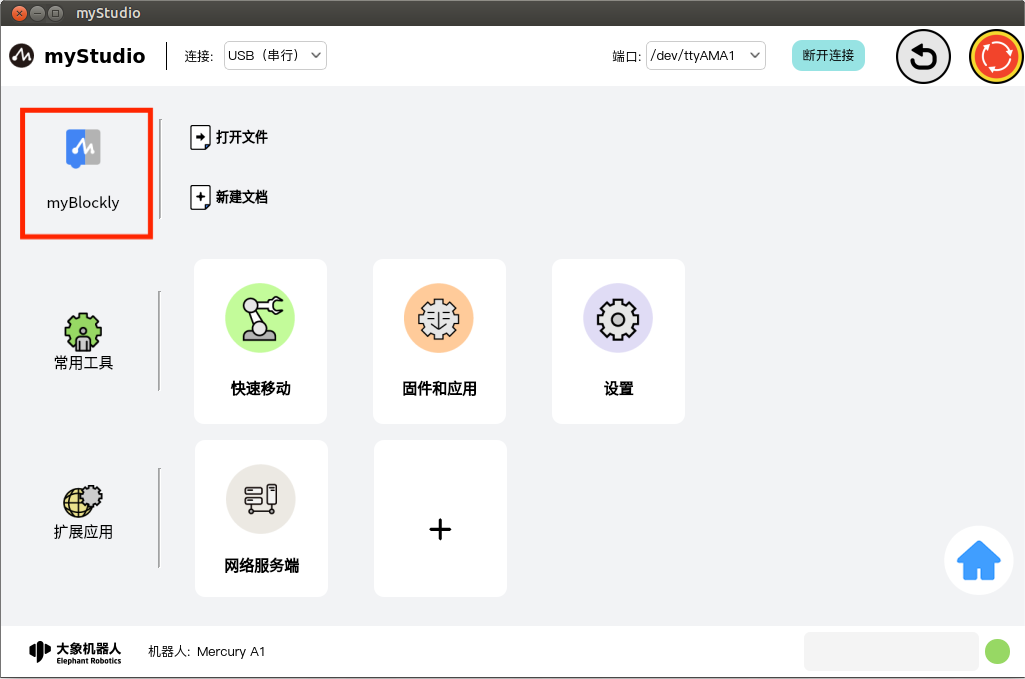 myStudio
myStudio 连接: USB（串行） 端口: /dev/ttyAMA1 断开连接
打开文件
myBlockly
新建文档
常用工具
快速移动 固件和应用 设置
扩展应用
网络服务端
大象机器人
Elephant Robotics
机器人: Mercury A1